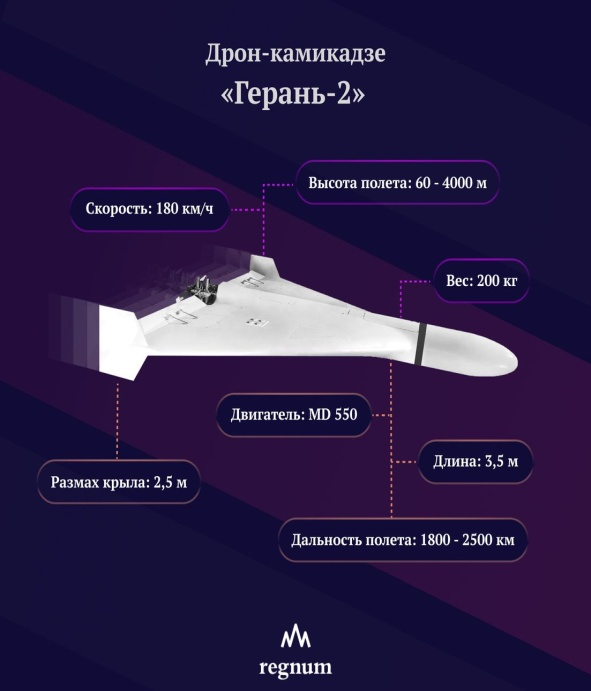 Дрон-камикадзе
«Герань-2»
Высота полета: 60 - 4000 м
Скорость: 180 км/ч
Вес: 200 кг
Двигатель: MD 550
Длина: 3,5 м
Размах крыла: 2,5 м
Дальность полета: 1800 - 2500 км
regnum